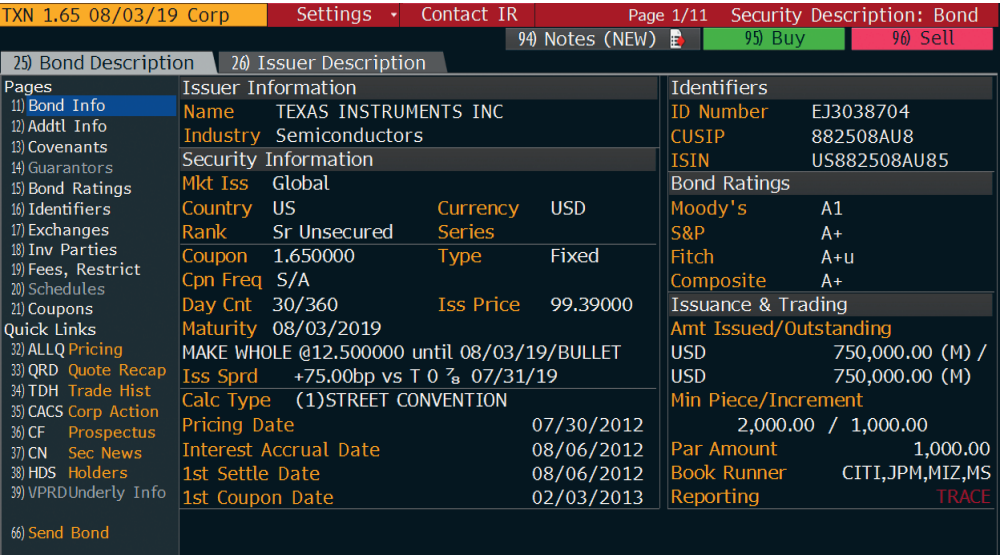 TXN 1.65 08/03/19 Corp Settings Contact IR Page 1/11 Security Description: Bond
94) Notes (NEW) 95) Buy 96) Sell
25) Bond Description 26) Issuer Description
Pages
11) Bond Info
12) Addtl Info
13) Covenants
14) Guarantors
15) Bond Ratings
16) Identifiers
17) Exchanges
18) Inv Parties
19) Fees, Restrict
20) Schedules
21) Coupons
Quick Links
32) ALLQ Pricing
33) QRD Quote Recap
34) TDH Trade Hist
35) CACS Corp Action
36) CF Prospectus
37) CN Sec News
38) HDS Holders
39) VPRD Underly Info
66) Send Bond
Issuer Information
Name TEXAS INSTRUMENTS INC
Industry Semiconductors
Security Information
Mkt Iss Global
Country US Currency USD
Rank Sr Unsecured Series
Coupon 1.650000 Type Fixed
Cpn Freq S/A
Day Cnt 30/360 Iss Price 99.39000
Maturity 08/03/2019
MAKE WHOLE @12.500000 until 08/03/19/BULLET
Iss Sprd +75.00bp vs T 0 ⅞ 07/31/19
Calc Type (1)STREET CONVENTION
Pricing Date 07/30/2012
Interest Accrual Date 08/06/2012
1st Settle Date 08/06/2012
1st Coupon Date 02/03/2013
Identifiers
ID Number EJ3038704
CUSIP 882508AU8
ISIN US882508AU85
Bond Ratings
Moody's A1
S&P A+
Fitch A+u
Composite A+
Issuance & Trading
Amt Issued/Outstanding
USD 750,000.00 (M) /
USD 750,000.00 (M)
Min Piece/Increment
2,000.00 / 1,000.00
Par Amount 1,000.00
Book Runner CITI,JPM,MIZ,MS
Reporting TRACE